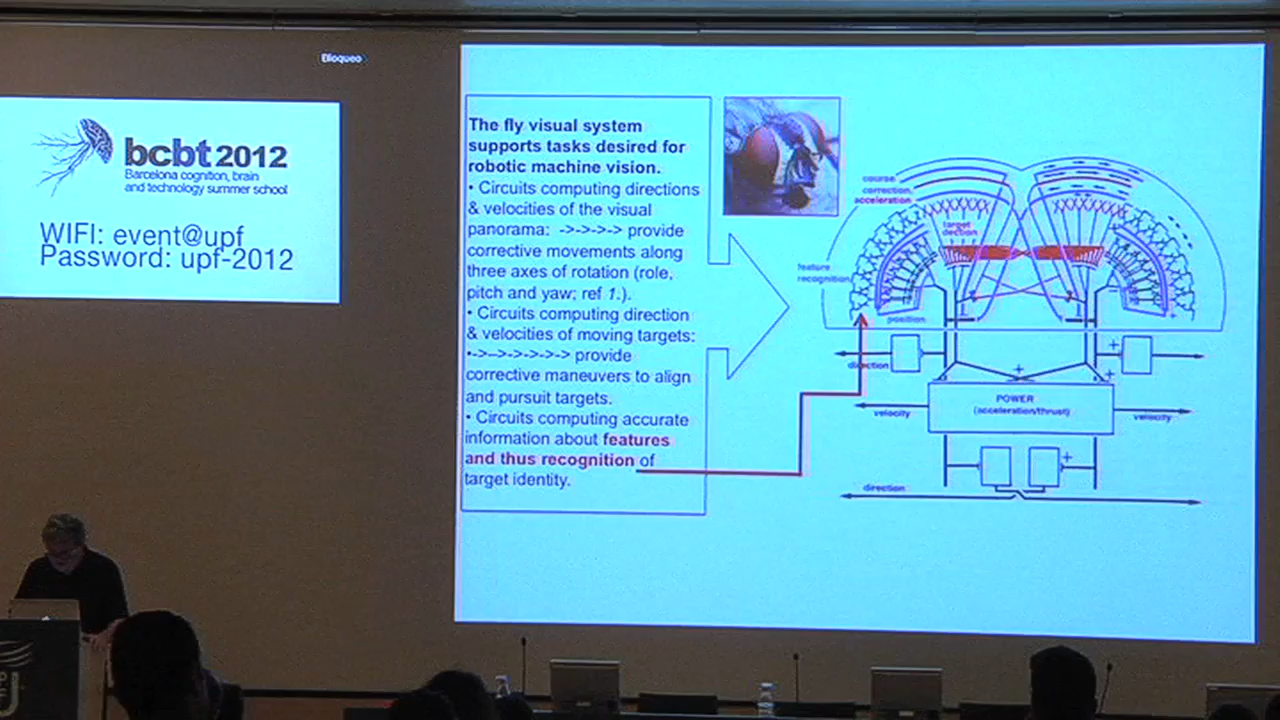 Bloqueo
bcbt 2012
Barcelona cognition, brain
and technology summer school
WIFI: event@upf
Password: upf-2012
The fly visual system
supports tasks desired for
robotic machine vision.
• Circuits computing directions
& velocities of the visual
panorama: ->->->-> provide
corrective movements along
three axes of rotation (role,
pitch and yaw; ref 1.).
• Circuits computing direction
& velocities of moving targets:
•->–>->->->-> provide
corrective maneuvers to align
and pursuit targets.
• Circuits computing accurate
information about features
and thus recognition of
target identity.
course
correction,
acceleration
target
dection
feature
recognition
position
direction
+
+
+
POWER
(acceleration/thrust)
velocity
velocity
+
direction